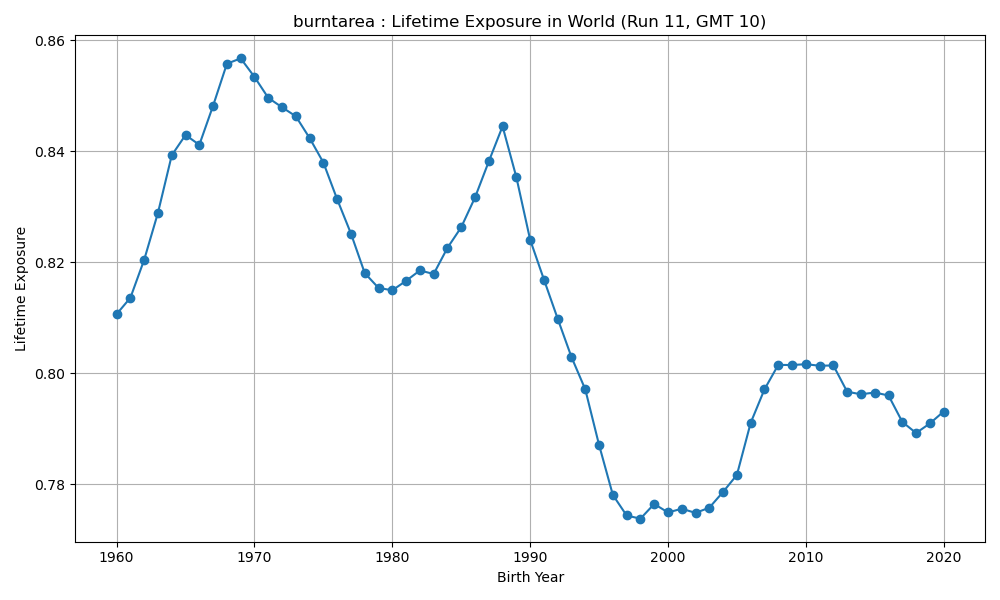 burntarea : Lifetime Exposure in World (Run 11, GMT 10)
0.86
0.84
0.82
0.80
0.78
Lifetime Exposure
1960 1970 1980 1990 2000 2010 2020
Birth Year